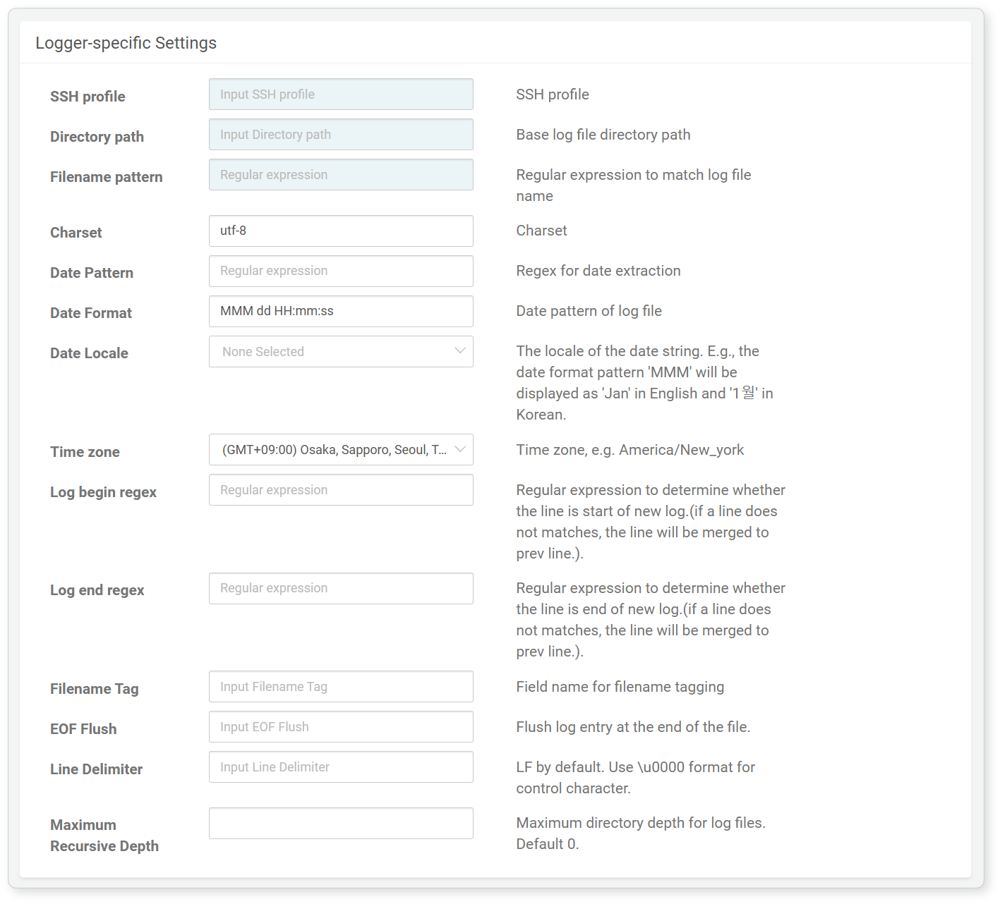 Logger-specific Settings
SSH profile
Input SSH profile
SSH profile
Directory path
Input Directory path
Base log file directory path
Filename pattern
Regular expression
Regular expression to match log file
name
Charset
utf-8
Charset
Date Pattern
Regular expression
Regex for date extraction
Date Format
MMM dd HH:mm:ss
Date pattern of log file
Date Locale
None Selected
The locale of the date string. E.g., the
date format pattern 'MMM' will be
displayed as 'Jan' in English and '1월' in
Korean.
Time zone
(GMT+09:00) Osaka, Sapporo, Seoul, T...
Time zone, e.g. America/New_york
Log begin regex
Regular expression
Regular expression to determine whether
the line is start of new log.(if a line does
not matches, the line will be merged to
prev line.).
Log end regex
Regular expression
Regular expression to determine whether
the line is end of new log.(if a line does
not matches, the line will be merged to
prev line.).
Filename Tag
Input Filename Tag
Field name for filename tagging
EOF Flush
Input EOF Flush
Flush log entry at the end of the file.
Line Delimiter
Input Line Delimiter
LF by default. Use \u0000 format for
control character.
Maximum
Recursive Depth
Maximum directory depth for log files.
Default 0.